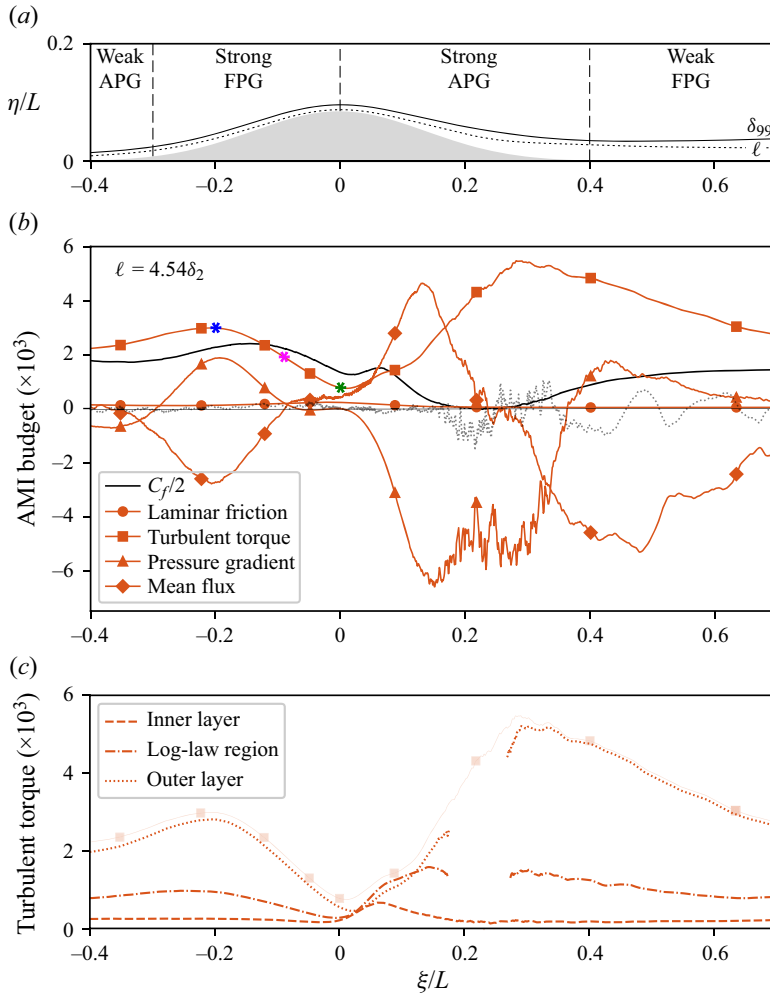 (a)
0.2
Weak APG
Strong FPG
Strong APG
Weak FPG
η/L
δ99
ℓ
0
–0.4 –0.2 0 0.2 0.4 0.6
(b)
6
ℓ = 4.54δ2
4
2
0
–2
–4
–6
AMI budget (×10³)
Cf/2
Laminar friction
Turbulent torque
Pressure gradient
Mean flux
–0.4 –0.2 0 0.2 0.4 0.6
(c)
6
4
2
0
Turbulent torque (×10³)
Inner layer
Log-law region
Outer layer
–0.4 –0.2 0 0.2 0.4 0.6
ξ/L